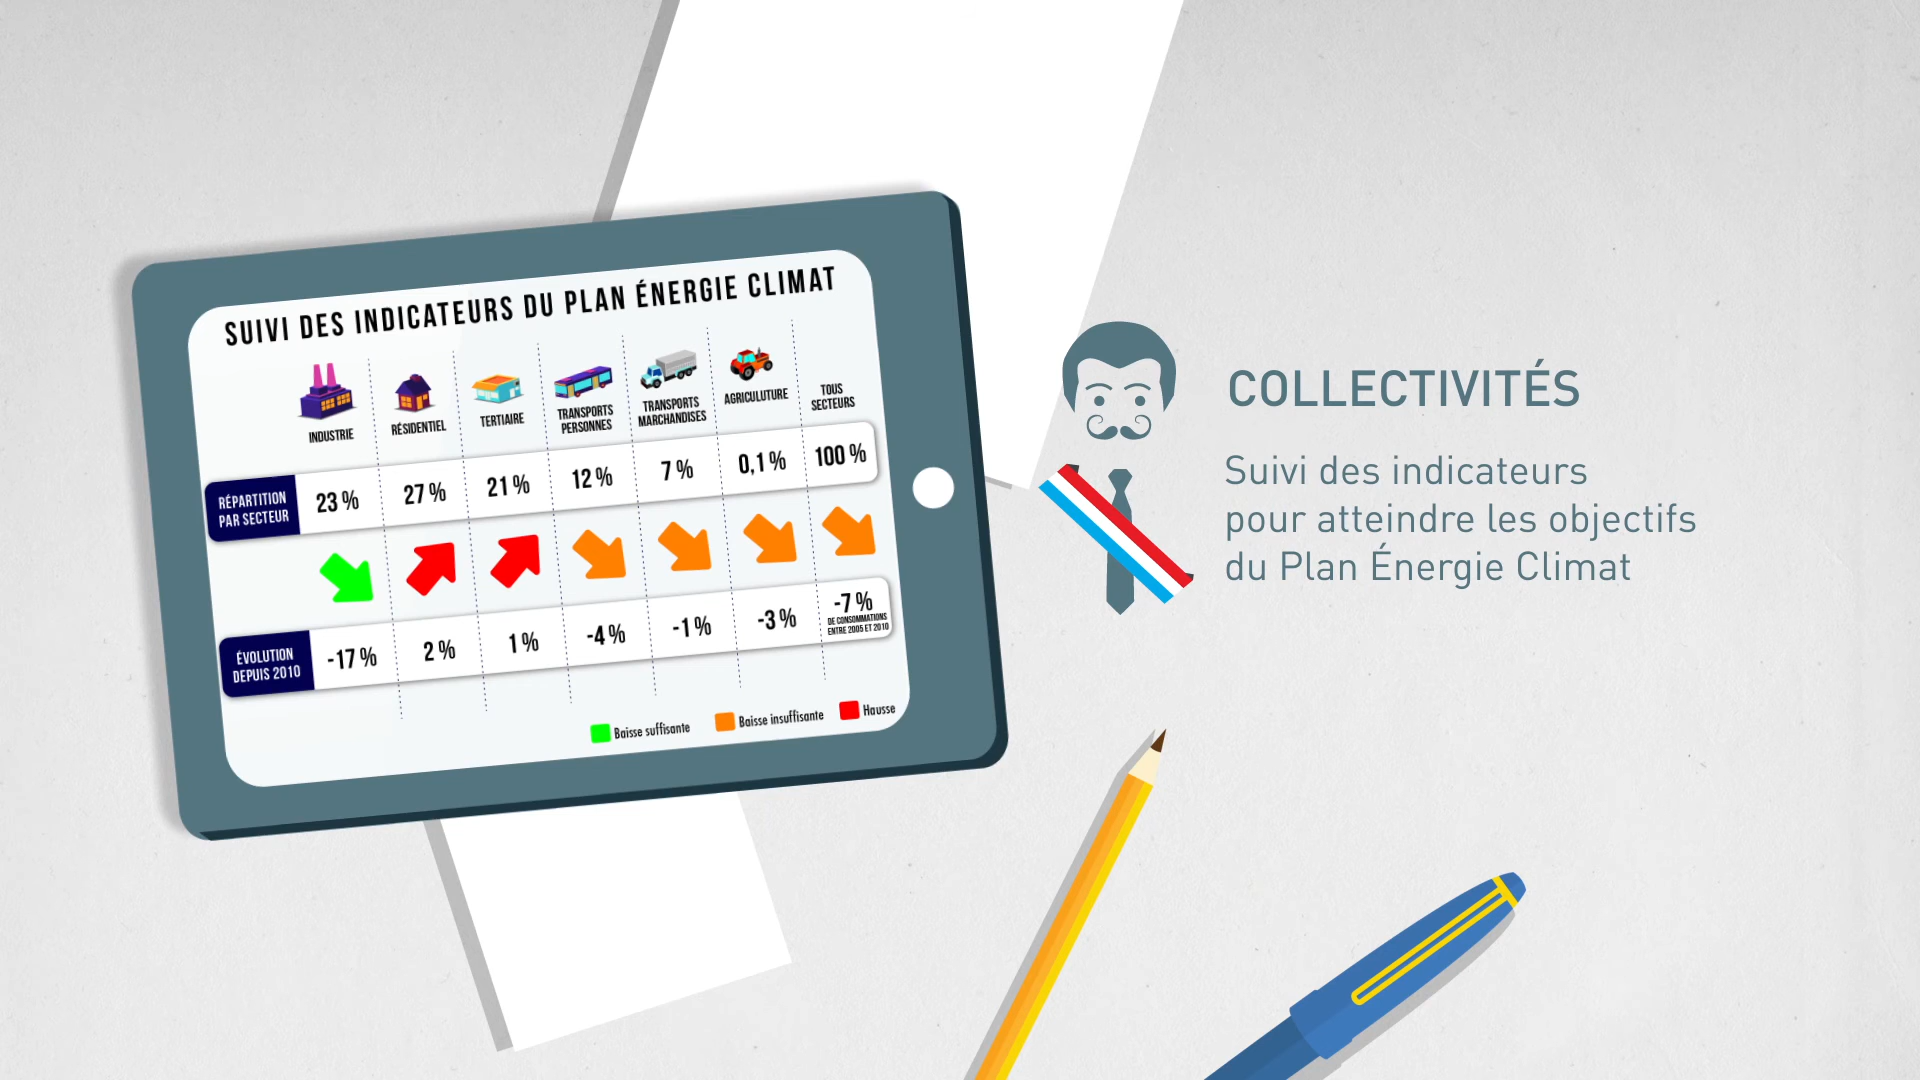 SUIVI DES INDICATEURS DU PLAN ÉNERGIE CLIMAT
INDUSTRIE
RÉSIDENTIEL
TERTIAIRE
TRANSPORTS
PERSONNES
TRANSPORTS
MARCHANDISES
AGRICULUTURE
TOUS
SECTEURS
RÉPARTITION
PAR SECTEUR
23 % 27 % 21 % 12 % 7 % 0,1 % 100 %
ÉVOLUTION
DEPUIS 2010
-17 % 2 % 1 % -4 % -1 % -3 % -7 %
DE CONSOMMATIONS
ENTRE 2005 ET 2010
Baisse suffisante Baisse insuffisante Hausse
COLLECTIVITÉS
Suivi des indicateurs
pour atteindre les objectifs
du Plan Énergie Climat